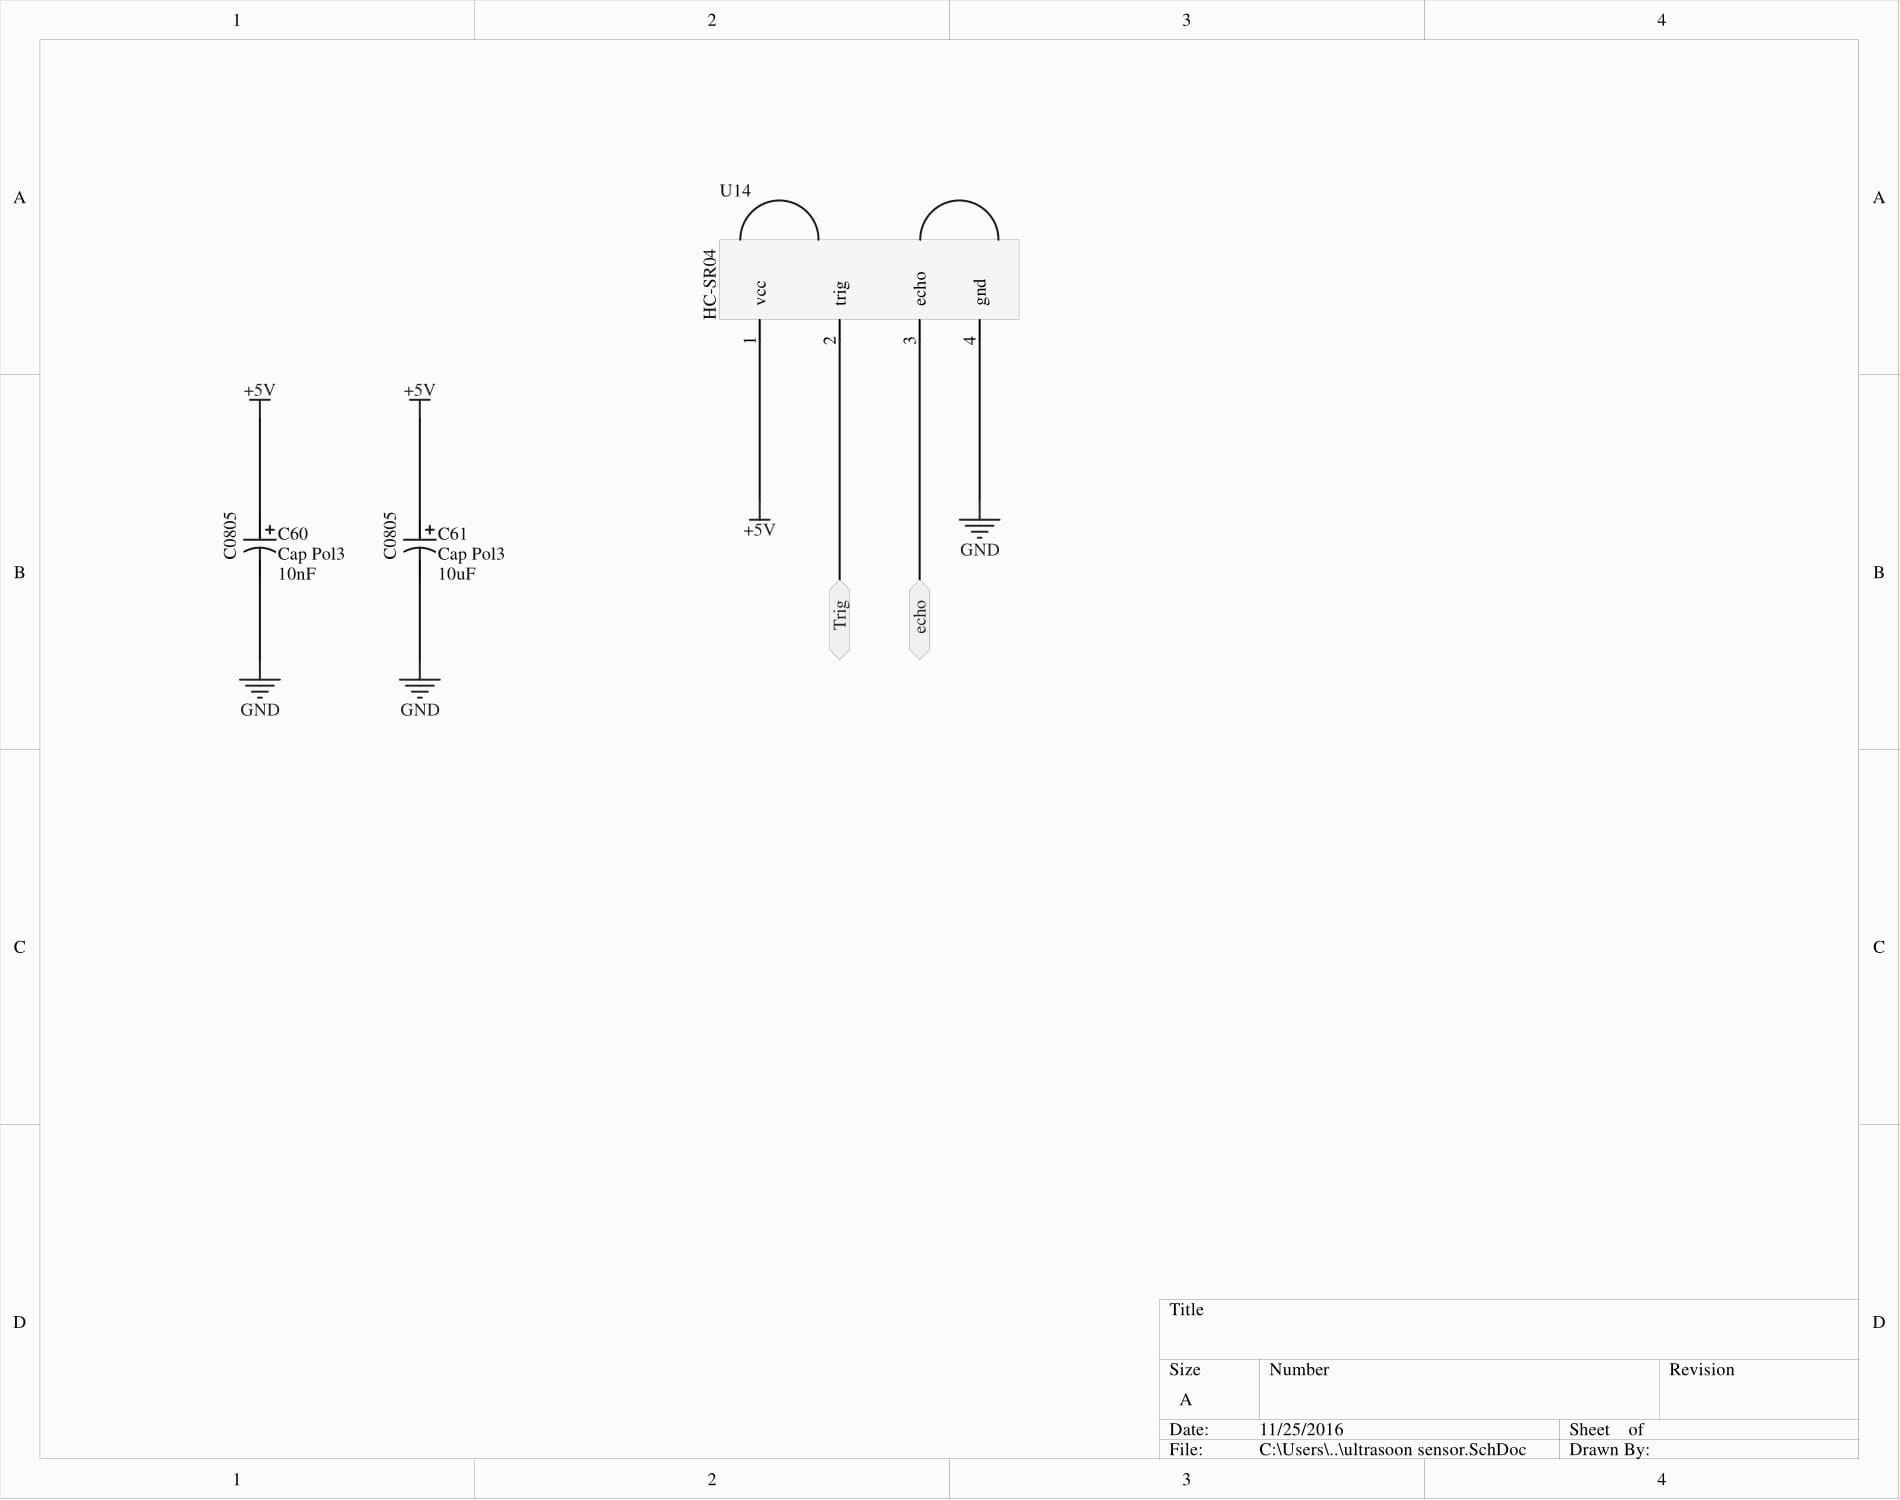 1 2 3 4
A A
U14
HC-SR04
vcc trig echo gnd
1 2 3 4
+5V +5V
C0805 C60
Cap Pol3
10nF
C0805 C61
Cap Pol3
10uF
+5V
GND
Trig echo
B B
GND GND
C C
D D
Title
Size Number Revision
A
Date: 11/25/2016 Sheet of
File: C:\Users\..\ultrasoon sensor.SchDoc Drawn By:
1 2 3 4